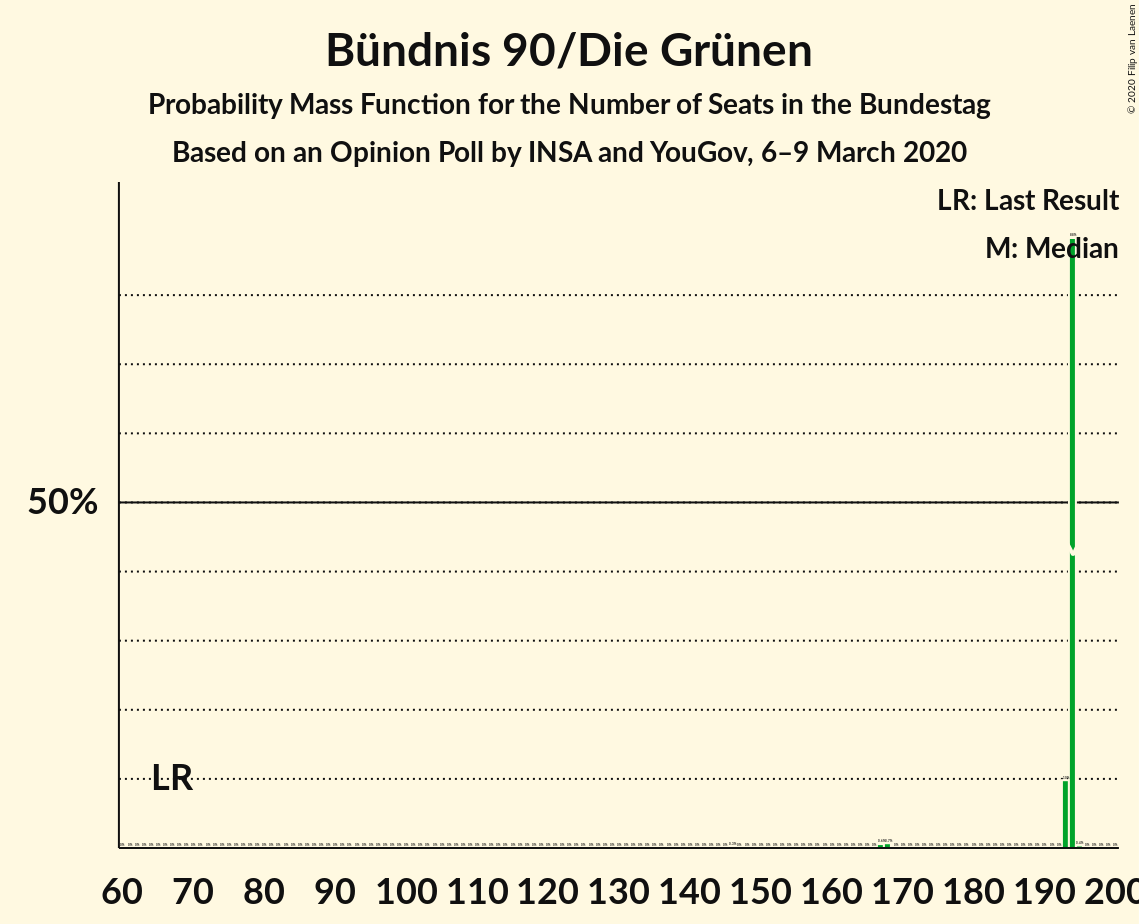 Bündnis 90/Die Grünen
Probability Mass Function for the Number of Seats in the Bundestag
Based on an Opinion Poll by INSA and YouGov, 6–9 March 2020
© 2020 Filip van Laenen
LR: Last Result
M: Median
50%
LR
60 70 80 90 100 110 120 130 140 150 160 170 180 190 200